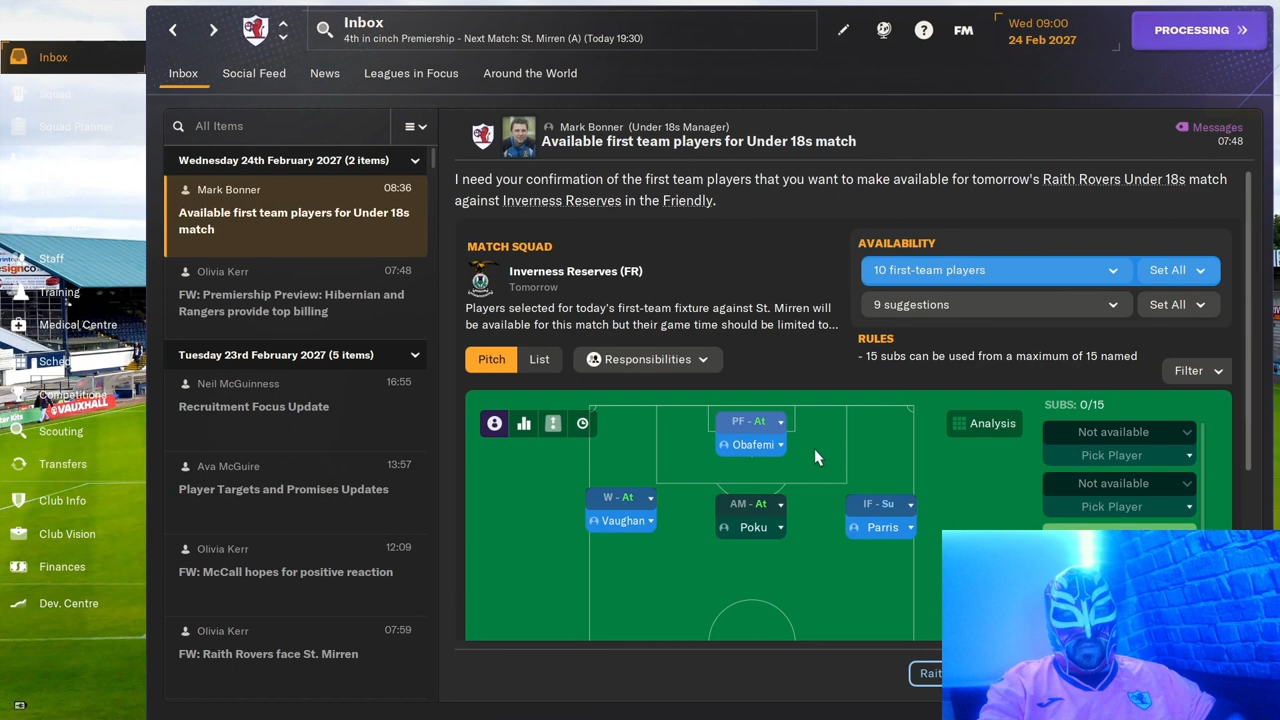 Inbox
4th in cinch Premiership - Next Match: St. Mirren (A) (Today 19:30)
FM
Wed 09:00
24 Feb 2027
PROCESSING
Inbox
Squad
Squad Planner
Staff
Training
Medical Centre
Sched
Competitions
VAUXHALL
Scouting
Transfers
Club Info
Club Vision
Finances
Dev. Centre
Inbox
Social Feed
News
Leagues in Focus
Around the World
All Items
Wednesday 24th February 2027 (2 items)
Mark Bonner
08:36
Available first team players for Under 18s
match
Olivia Kerr
07:48
FW: Premiership Preview: Hibernian and
Rangers provide top billing
Tuesday 23rd February 2027 (5 items)
Neil McGuinness
16:55
Recruitment Focus Update
Ava McGuire
13:57
Player Targets and Promises Updates
Olivia Kerr
12:09
FW: McCall hopes for positive reaction
Olivia Kerr
07:59
FW: Raith Rovers face St. Mirren
Mark Bonner (Under 18s Manager)
Available first team players for Under 18s match
Messages
07:48
I need your confirmation of the first team players that you want to make available for tomorrow's Raith Rovers Under 18s match
against Inverness Reserves in the Friendly.
MATCH SQUAD
Inverness Reserves (FR)
Tomorrow
Players selected for today's first-team fixture against St. Mirren will
be available for this match but their game time should be limited to...
AVAILABILITY
10 first-team players
Set All
9 suggestions
Set All
RULES
- 15 subs can be used from a maximum of 15 named
Pitch
List
Responsibilities
Filter
PF - At
Obafemi
W - At
Vaughan
AM - At
Poku
IF - Su
Parris
Analysis
SUBS: 0/15
Not available
Pick Player
Not available
Pick Player
Rait